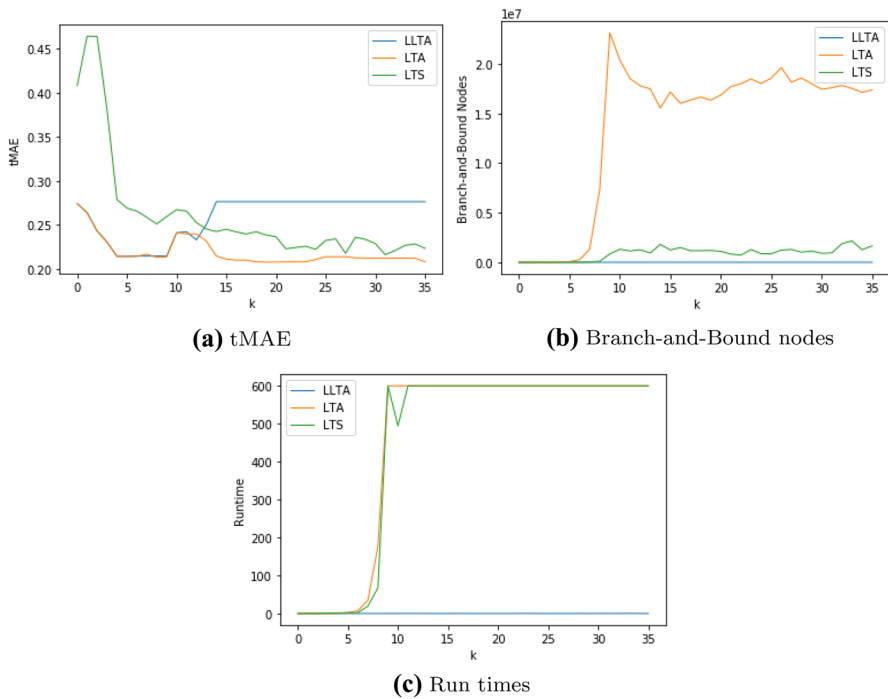 0.45
0.40
0.35
0.30
0.25
0.20
tMAE
LLTA
LTA
LTS
0 5 10 15 20 25 30 35
k
(a) tMAE
1e7
2.0
1.5
1.0
0.5
0.0
Branch-and-Bound Nodes
LLTA
LTA
LTS
0 5 10 15 20 25 30 35
k
(b) Branch-and-Bound nodes
600
500
400
300
200
100
0
Runtime
LLTA
LTA
LTS
0 5 10 15 20 25 30 35
k
(c) Run times